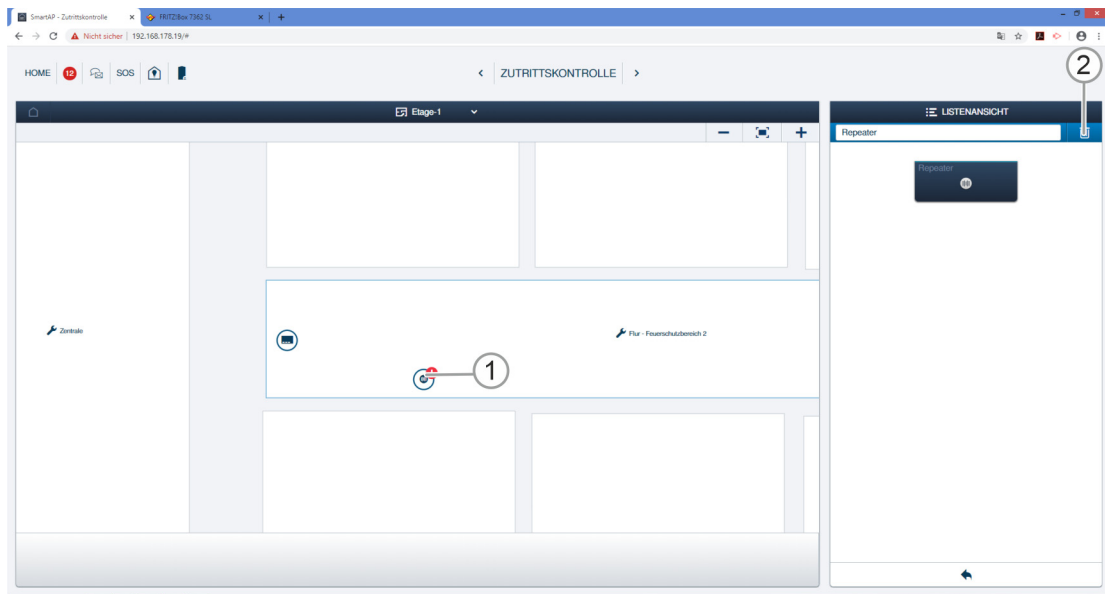 SmartAP - Zutrittskontrolle
FRITZ!Box 7362 SL
Nicht sicher | 192.168.178.19/#
HOME 12 SOS
ZUTRITTSKONTROLLE
2
Etage-1
LISTENANSICHT
Repeater
Repeater
Zentrale
Flur - Feuerschutzbereich 2
1